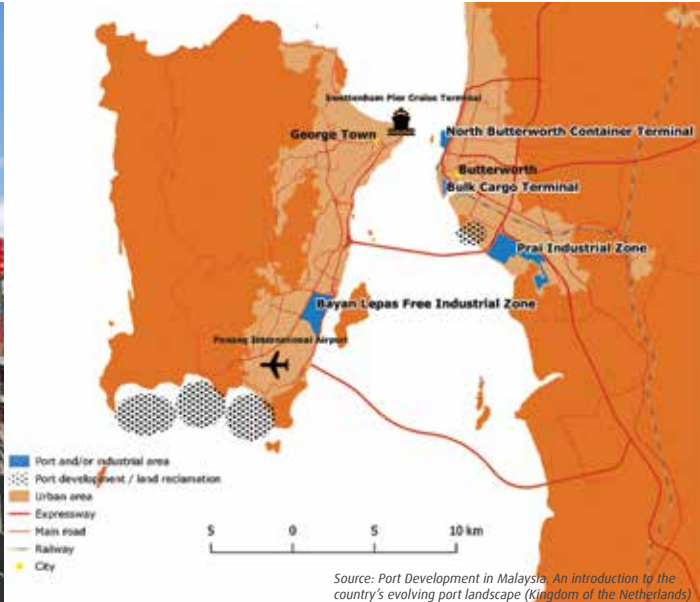 Swettenham Pier Cruise Terminal
George Town
North Butterworth Container Terminal
Butterworth
Bulk Cargo Terminal
Prai Industrial Zone
Bayan Lepas Free Industrial Zone
Penang International Airport
Port and/or industrial area
Port development / land reclamation
Urban area
Expressway
Main road
Railway
City
5 0 5 10 km
Source: Port Development in Malaysia. An introduction to the
country's evolving port landscape (Kingdom of the Netherlands)